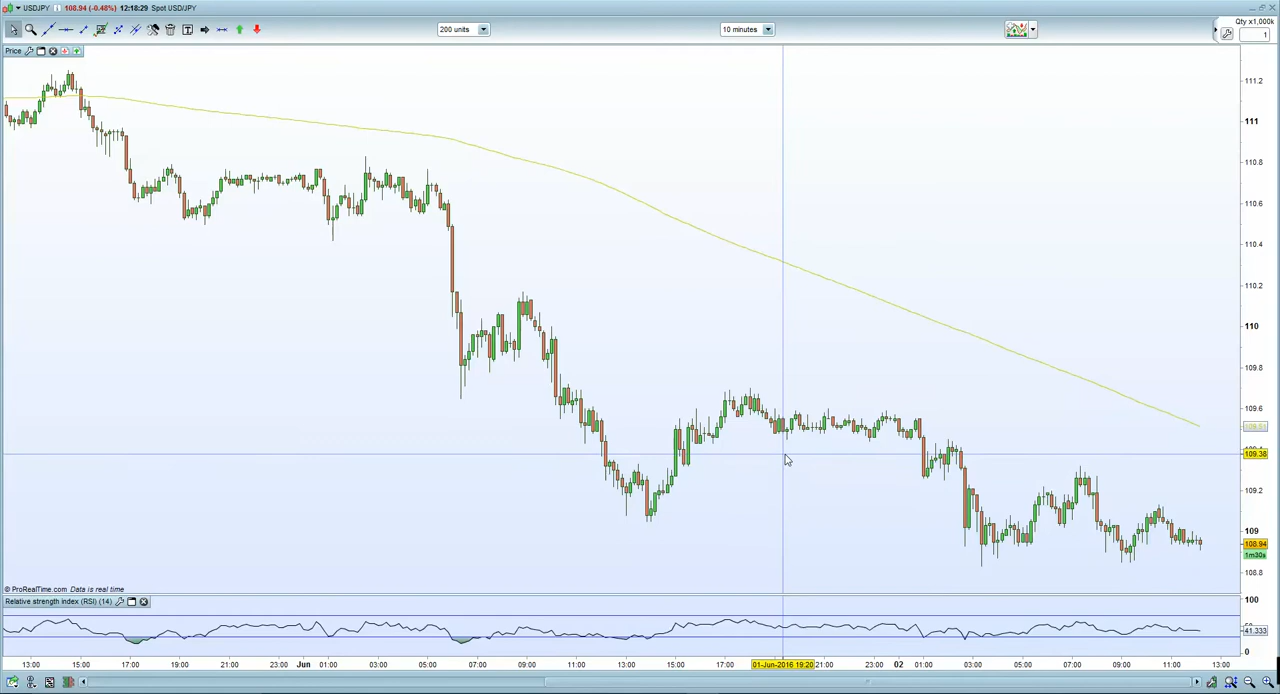 USDJPY 108.94 (-0.48%) 12:18:29 Spot USD/JPY
200 units
10 minutes
Qty x1,000k
1
Price
111.2
111
110.8
110.6
110.4
110.2
110
109.8
109.6
109.51
109.38
109.2
109
108.94
1m30s
108.8
© ProRealTime.com Data is real time
Relative strength index (RSI) (14)
100
41.333
0
13:00 15:00 17:00 19:00 21:00 23:00 Jun 03:00 05:00 07:00 09:00 11:00 13:00 15:00 17:00 01-Jun-2016 19:20 21:00 23:00 02 01:00 03:00 05:00 07:00 09:00 11:00 13:00